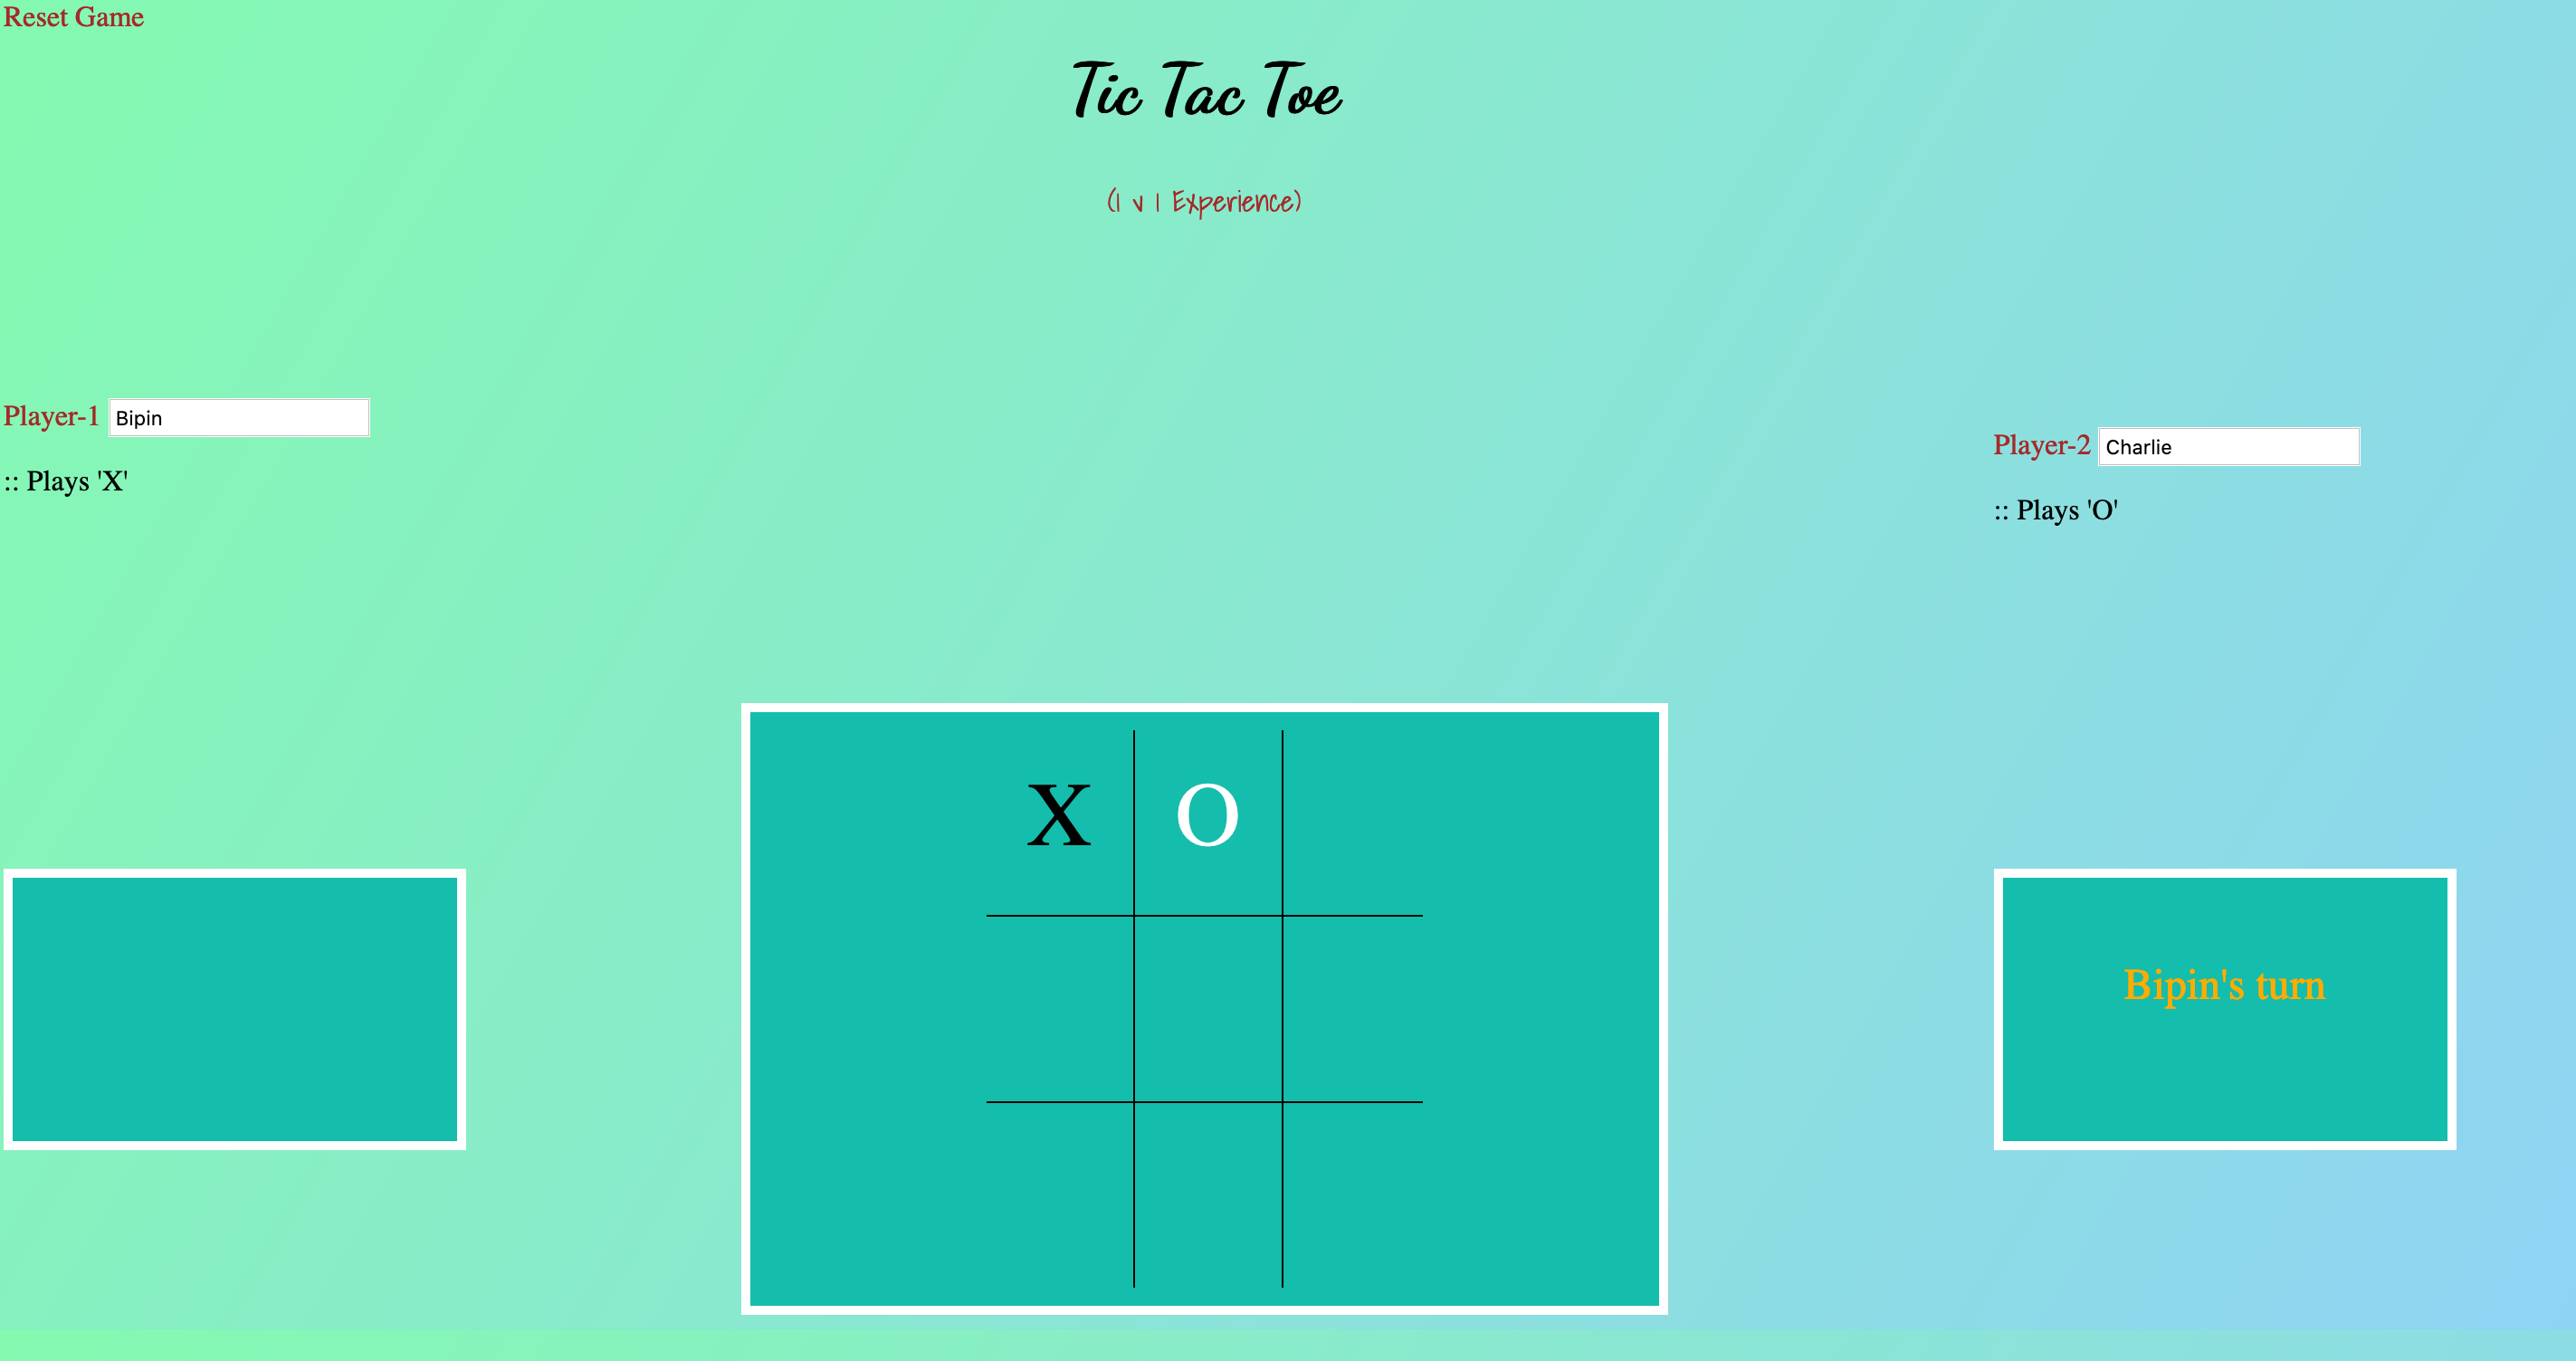 Reset Game
Tic Tac Toe
(1 v 1 Experience)
Player-1 Bipin
:: Plays 'X'
Player-2 Charlie
:: Plays 'O'
X O
Bipin's turn